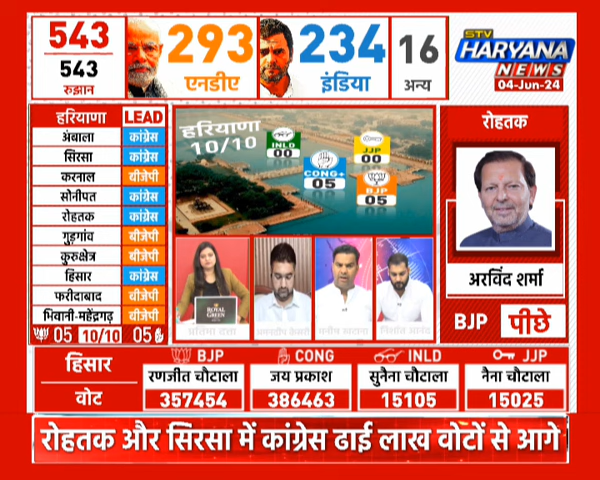 543
543
रुझान
293
एनडीए
234
इंडिया
16
अन्य
STV
HARYANA
NEWS
04-Jun-24
हरियाणा LEAD
अंबाला कांग्रेस
सिरसा कांग्रेस
करनाल बीजेपी
सोनीपत कांग्रेस
रोहतक कांग्रेस
गुड़गांव बीजेपी
कुरुक्षेत्र बीजेपी
हिसार कांग्रेस
फरीदाबाद बीजेपी
भिवानी-महेंद्रगढ़ बीजेपी
05 10/10 05
हरियाणा
10/10
INLD
00
CONG+
05
JJP
00
BJP
05
ROYAL
GREEN
रोहतक
अरविंद शर्मा
BJP पीछे
हिसार
वोट
BJP
रणजीत चौटाला
357454
CONG
जय प्रकाश
386463
INLD
सुनैना चौटाला
15105
JJP
नैना चौटाला
15025
रोहतक और सिरसा में कांग्रेस ढाई लाख वोटों से आगे